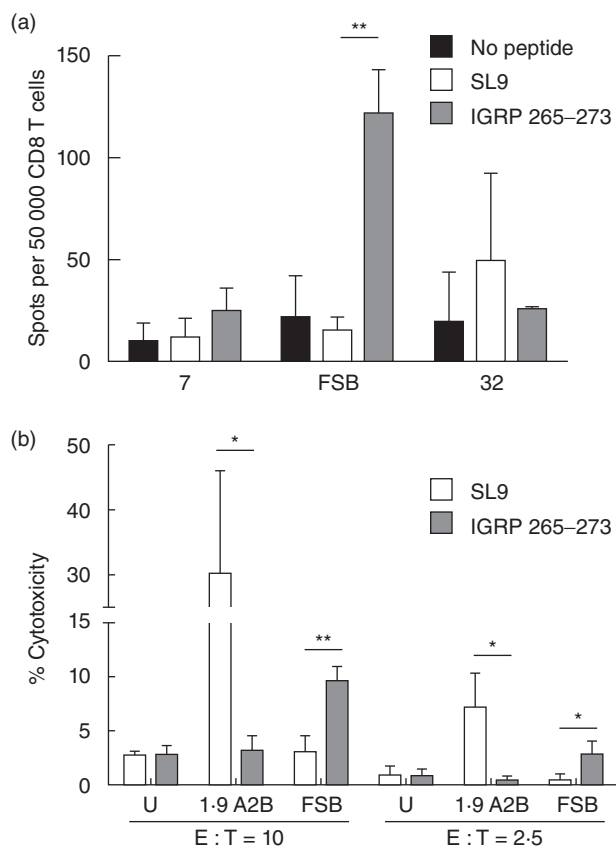 (a)
150
100
50
0
Spots per 50 000 CD8 T cells
**
No peptide
SL9
IGRP 265–273
7 FSB 32
(b)
50
40
30
15
10
5
0
% Cytotoxicity
*
**
*
*
SL9
IGRP 265–273
U 1·9 A2B FSB U 1·9 A2B FSB
E : T = 10 E : T = 2·5